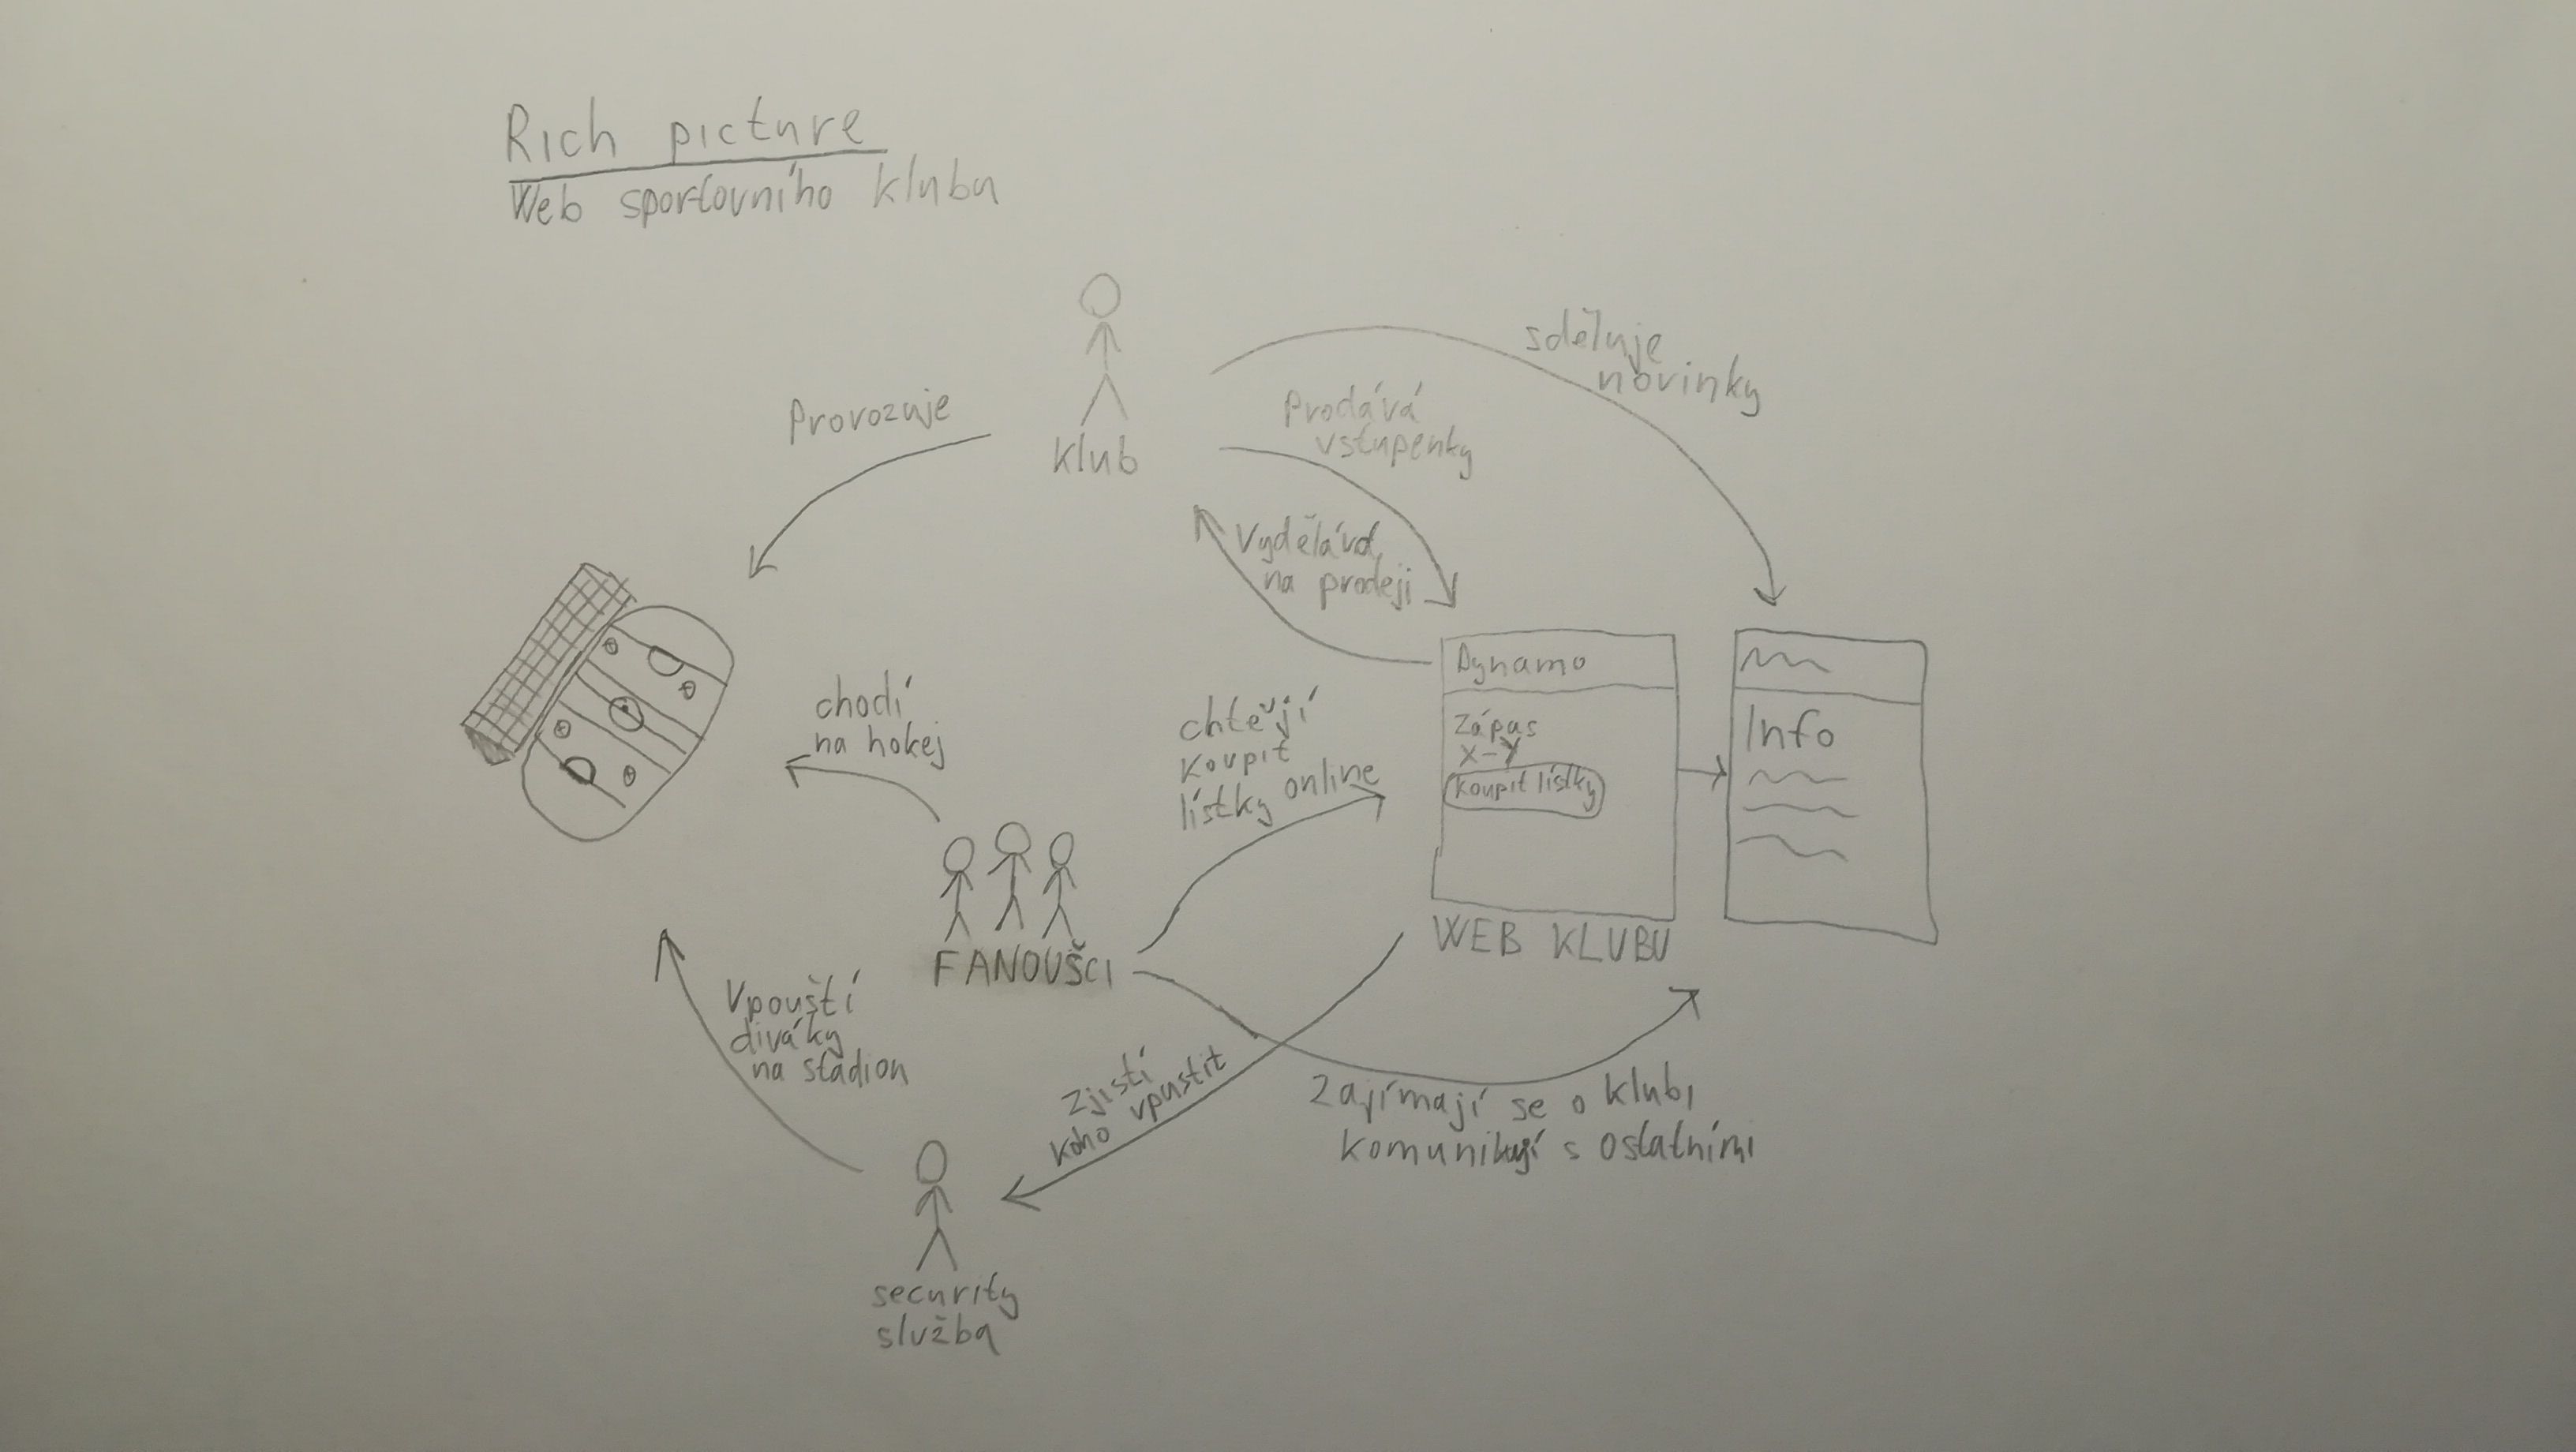 Rich picture
Web sportovního klubu
klub
Provozuje
sděluje
novinky
Prodává
vstupenky
Vydělává
na prodeji
chodí
na hokej
chtějí
koupit
lístky online
Dynamo
Zápas
X-Y
koupit lístky
WEB KLUBU
Info
FANOUŠCI
Vpouští
diváky
na stadion
Zjistí
koho vpustit
Zajímají se o klub,
komunikují s ostatními
security
služba